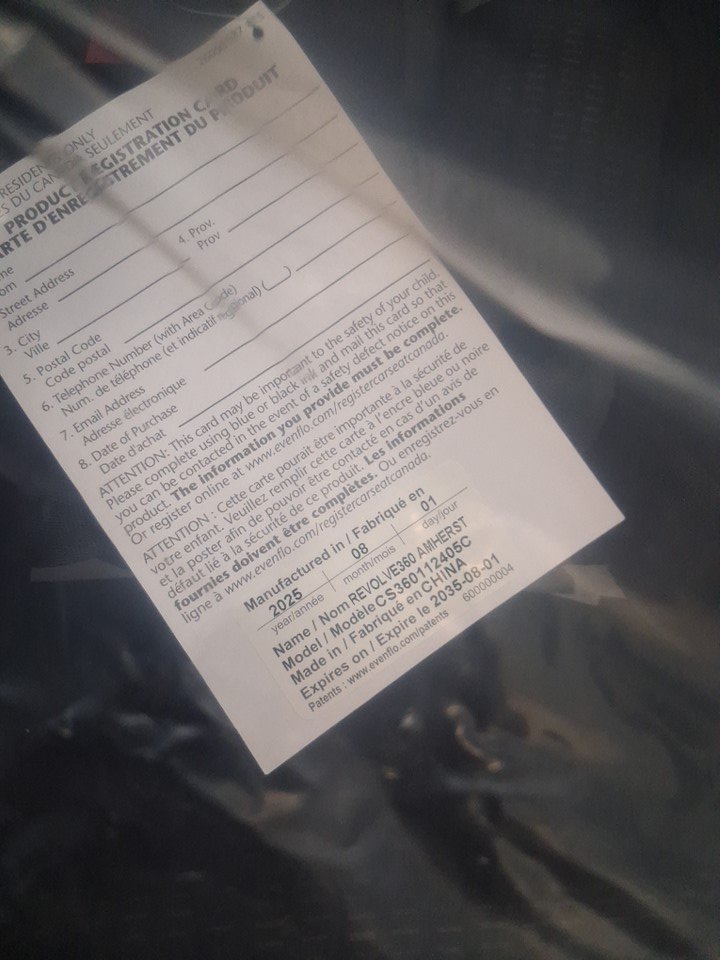 RESIDENTS ONLY
DU CANADA SEULEMENT
PRODUCT REGISTRATION CARD
CARTE D'ENREGISTREMENT DU PRODUIT
Street Address
Adresse
3. City
Ville
4. Prov.
Prov
5. Postal Code
Code postal
6. Telephone Number (with Area Code)
Num. de téléphone (et indicatif régional) ( )
7. Email Address
Adresse électronique
8. Date of Purchase
Date d'achat
ATTENTION: This card may be important to the safety of your child.
Please complete using blue or black ink and mail this card so that
you can be contacted in the event of a safety defect notice on this
product. The information you provide must be complete.
Or register online at www.evenflo.com/registercarseatcanada.
ATTENTION : Cette carte pourait être importante à la sécurité de
votre enfant. Veuillez remplir cette carte à l'encre bleue ou noire
et la poster afin de pouvoir être contacté en cas d'un avis de
défaut lié à la sécurité de ce produit. Les informations
fournies doivent être complètes. Ou enregistrez-vous en
ligne à www.evenflo.com/registercarseatcanada.
Manufactured in / Fabriqué en
2025 08 01
year/année month/mois day/jour
Name / Nom REVOLVE360 AMHERST
Model / Modèle CS360112405C
Made in / Fabriqué en CHINA
Expires on / Expire le 2035-08-01
Patents : www.evenflo.com/patents 600000004